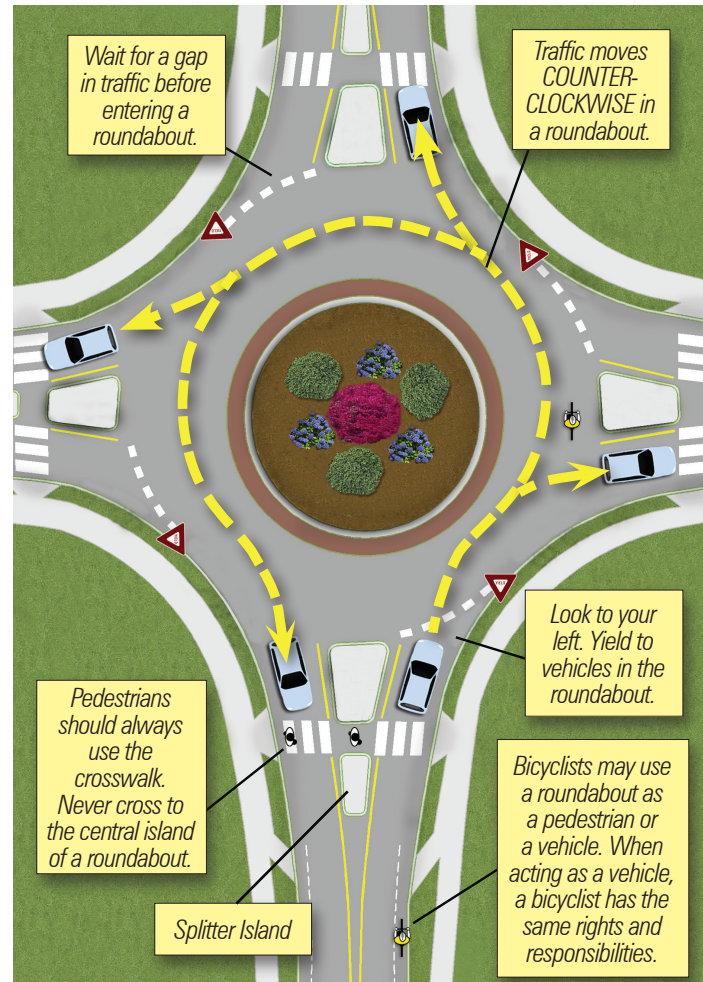 Wait for a gap
in traffic before
entering a
roundabout.
Traffic moves
COUNTER-
CLOCKWISE in
a roundabout.
YIELD
Look to your
left. Yield to
vehicles in the
roundabout.
Pedestrians
should always
use the
crosswalk.
Never cross to
the central island
of a roundabout.
Splitter Island
Bicyclists may use
a roundabout as
a pedestrian or
a vehicle. When
acting as a vehicle,
a bicyclist has the
same rights and
responsibilities.